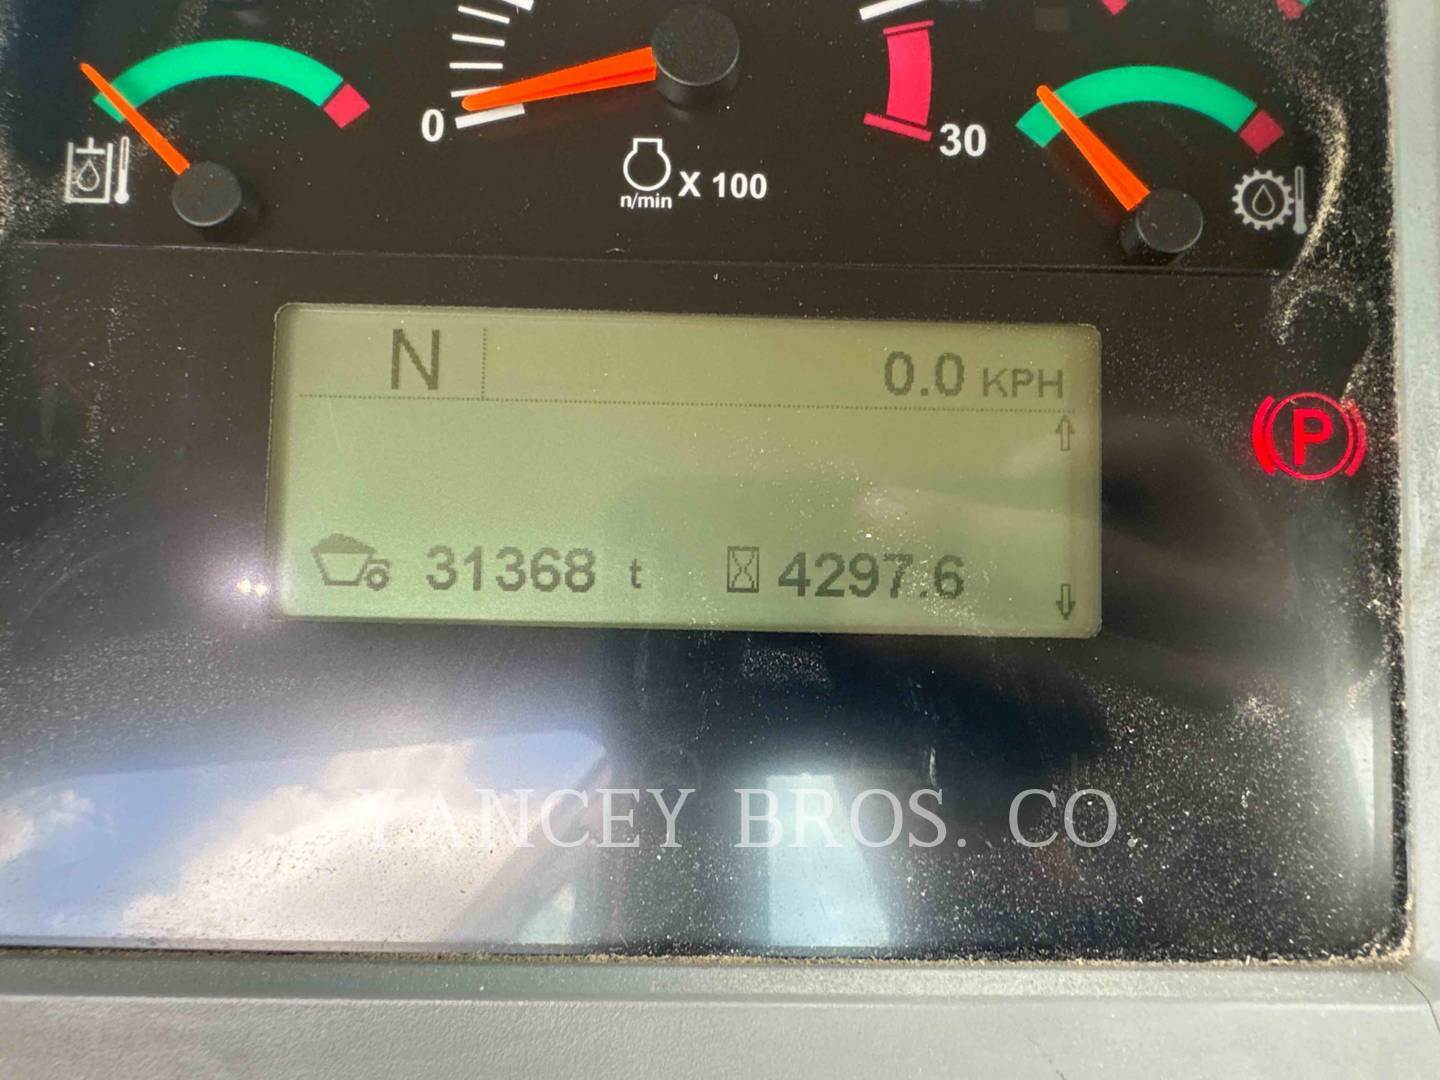 0
30
n/min X 100
N 0.0 KPH
P
31368 t 4297.6
YANCEY BROS. CO.